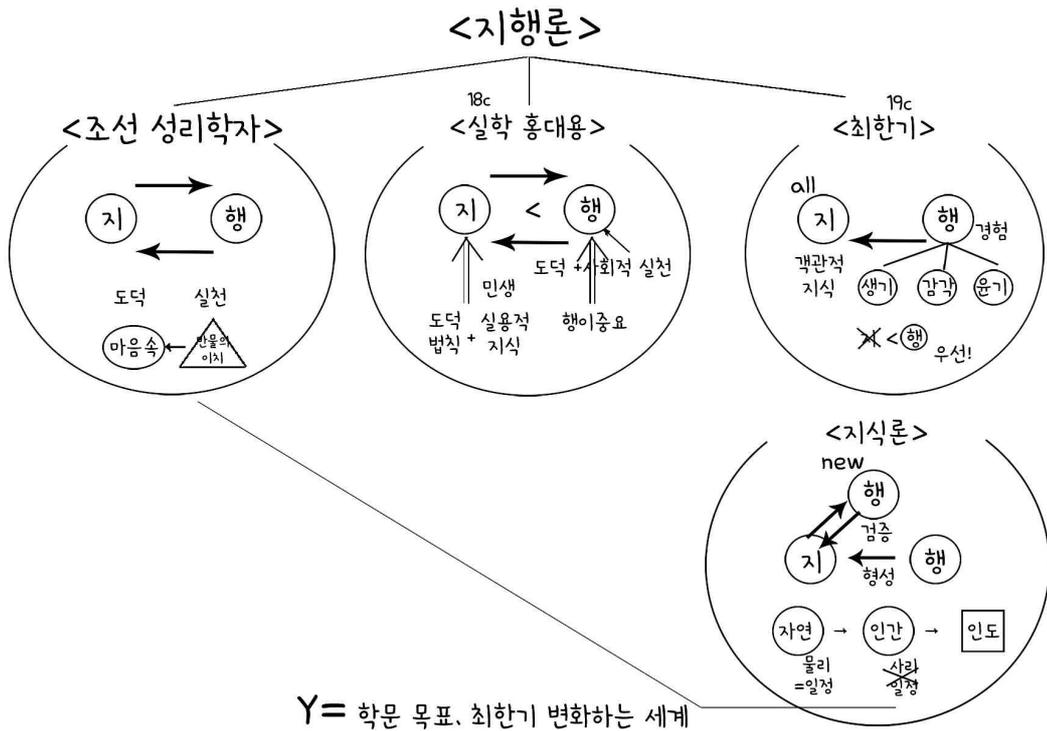 <지행론>
<조선 성리학자>
지
행
도덕
실천
마음속
만물의
이치
18c
<실학 홍대용>
지
<
행
도덕 +사회적 실천
민생
도덕
법칙
+
실용적
지식
행이중요
19c
<최한기>
all
지
행
경험
객관적
지식
생기
감각
윤기
지
<
행
우선!
<지식론>
new
행
검증
지
형성
행
자연
→
인간
→
인도
물리
=일정
사리
일정
Y= 학문 목표, 최한기 변화하는 세계